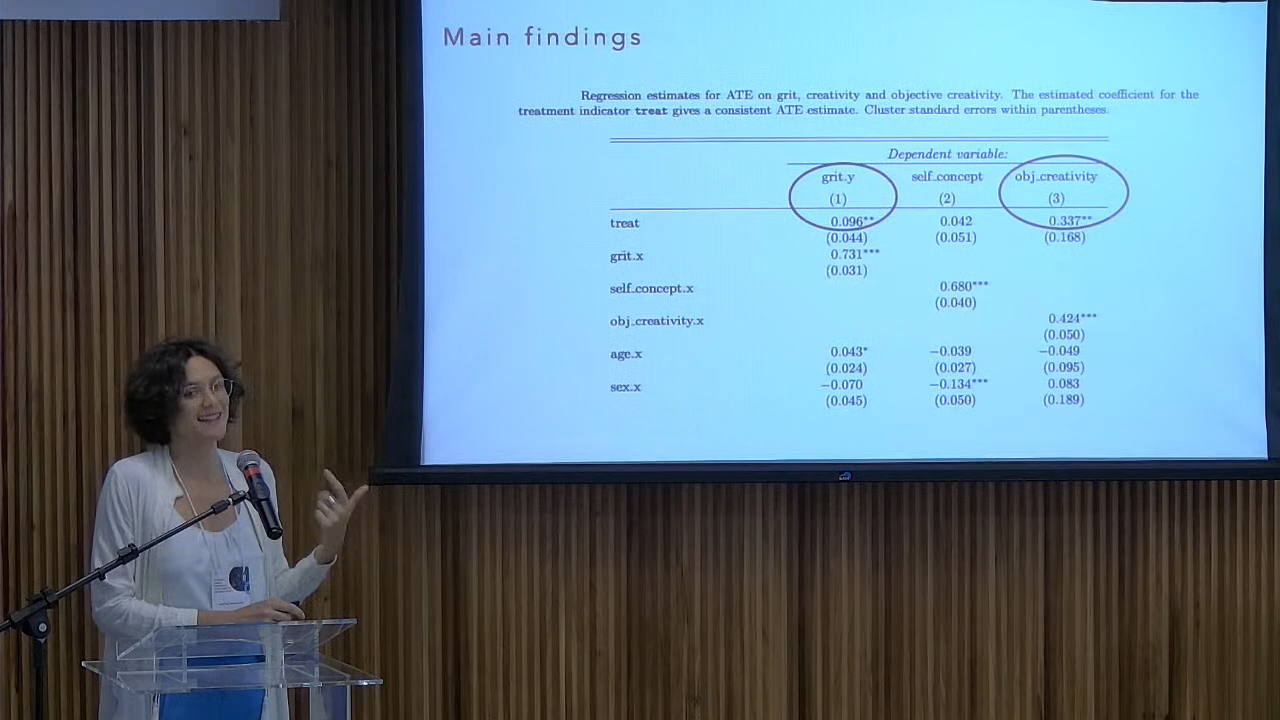 Main findings
Regression estimates for ATE on grit, creativity and objective creativity. The estimated coefficient for the
treatment indicator treat gives a consistent ATE estimate. Cluster standard errors within parentheses.
Dependent variable:
grit.y self_concept obj_creativity
(1) (2) (3)
treat 0.096** 0.042 0.337**
(0.044) (0.051) (0.168)
grit.x 0.731***
(0.031)
self_concept.x 0.680***
(0.040)
obj_creativity.x 0.424***
(0.050)
age.x 0.043* −0.039 −0.049
(0.024) (0.027) (0.095)
sex.x −0.070 −0.134*** 0.083
(0.045) (0.050) (0.189)